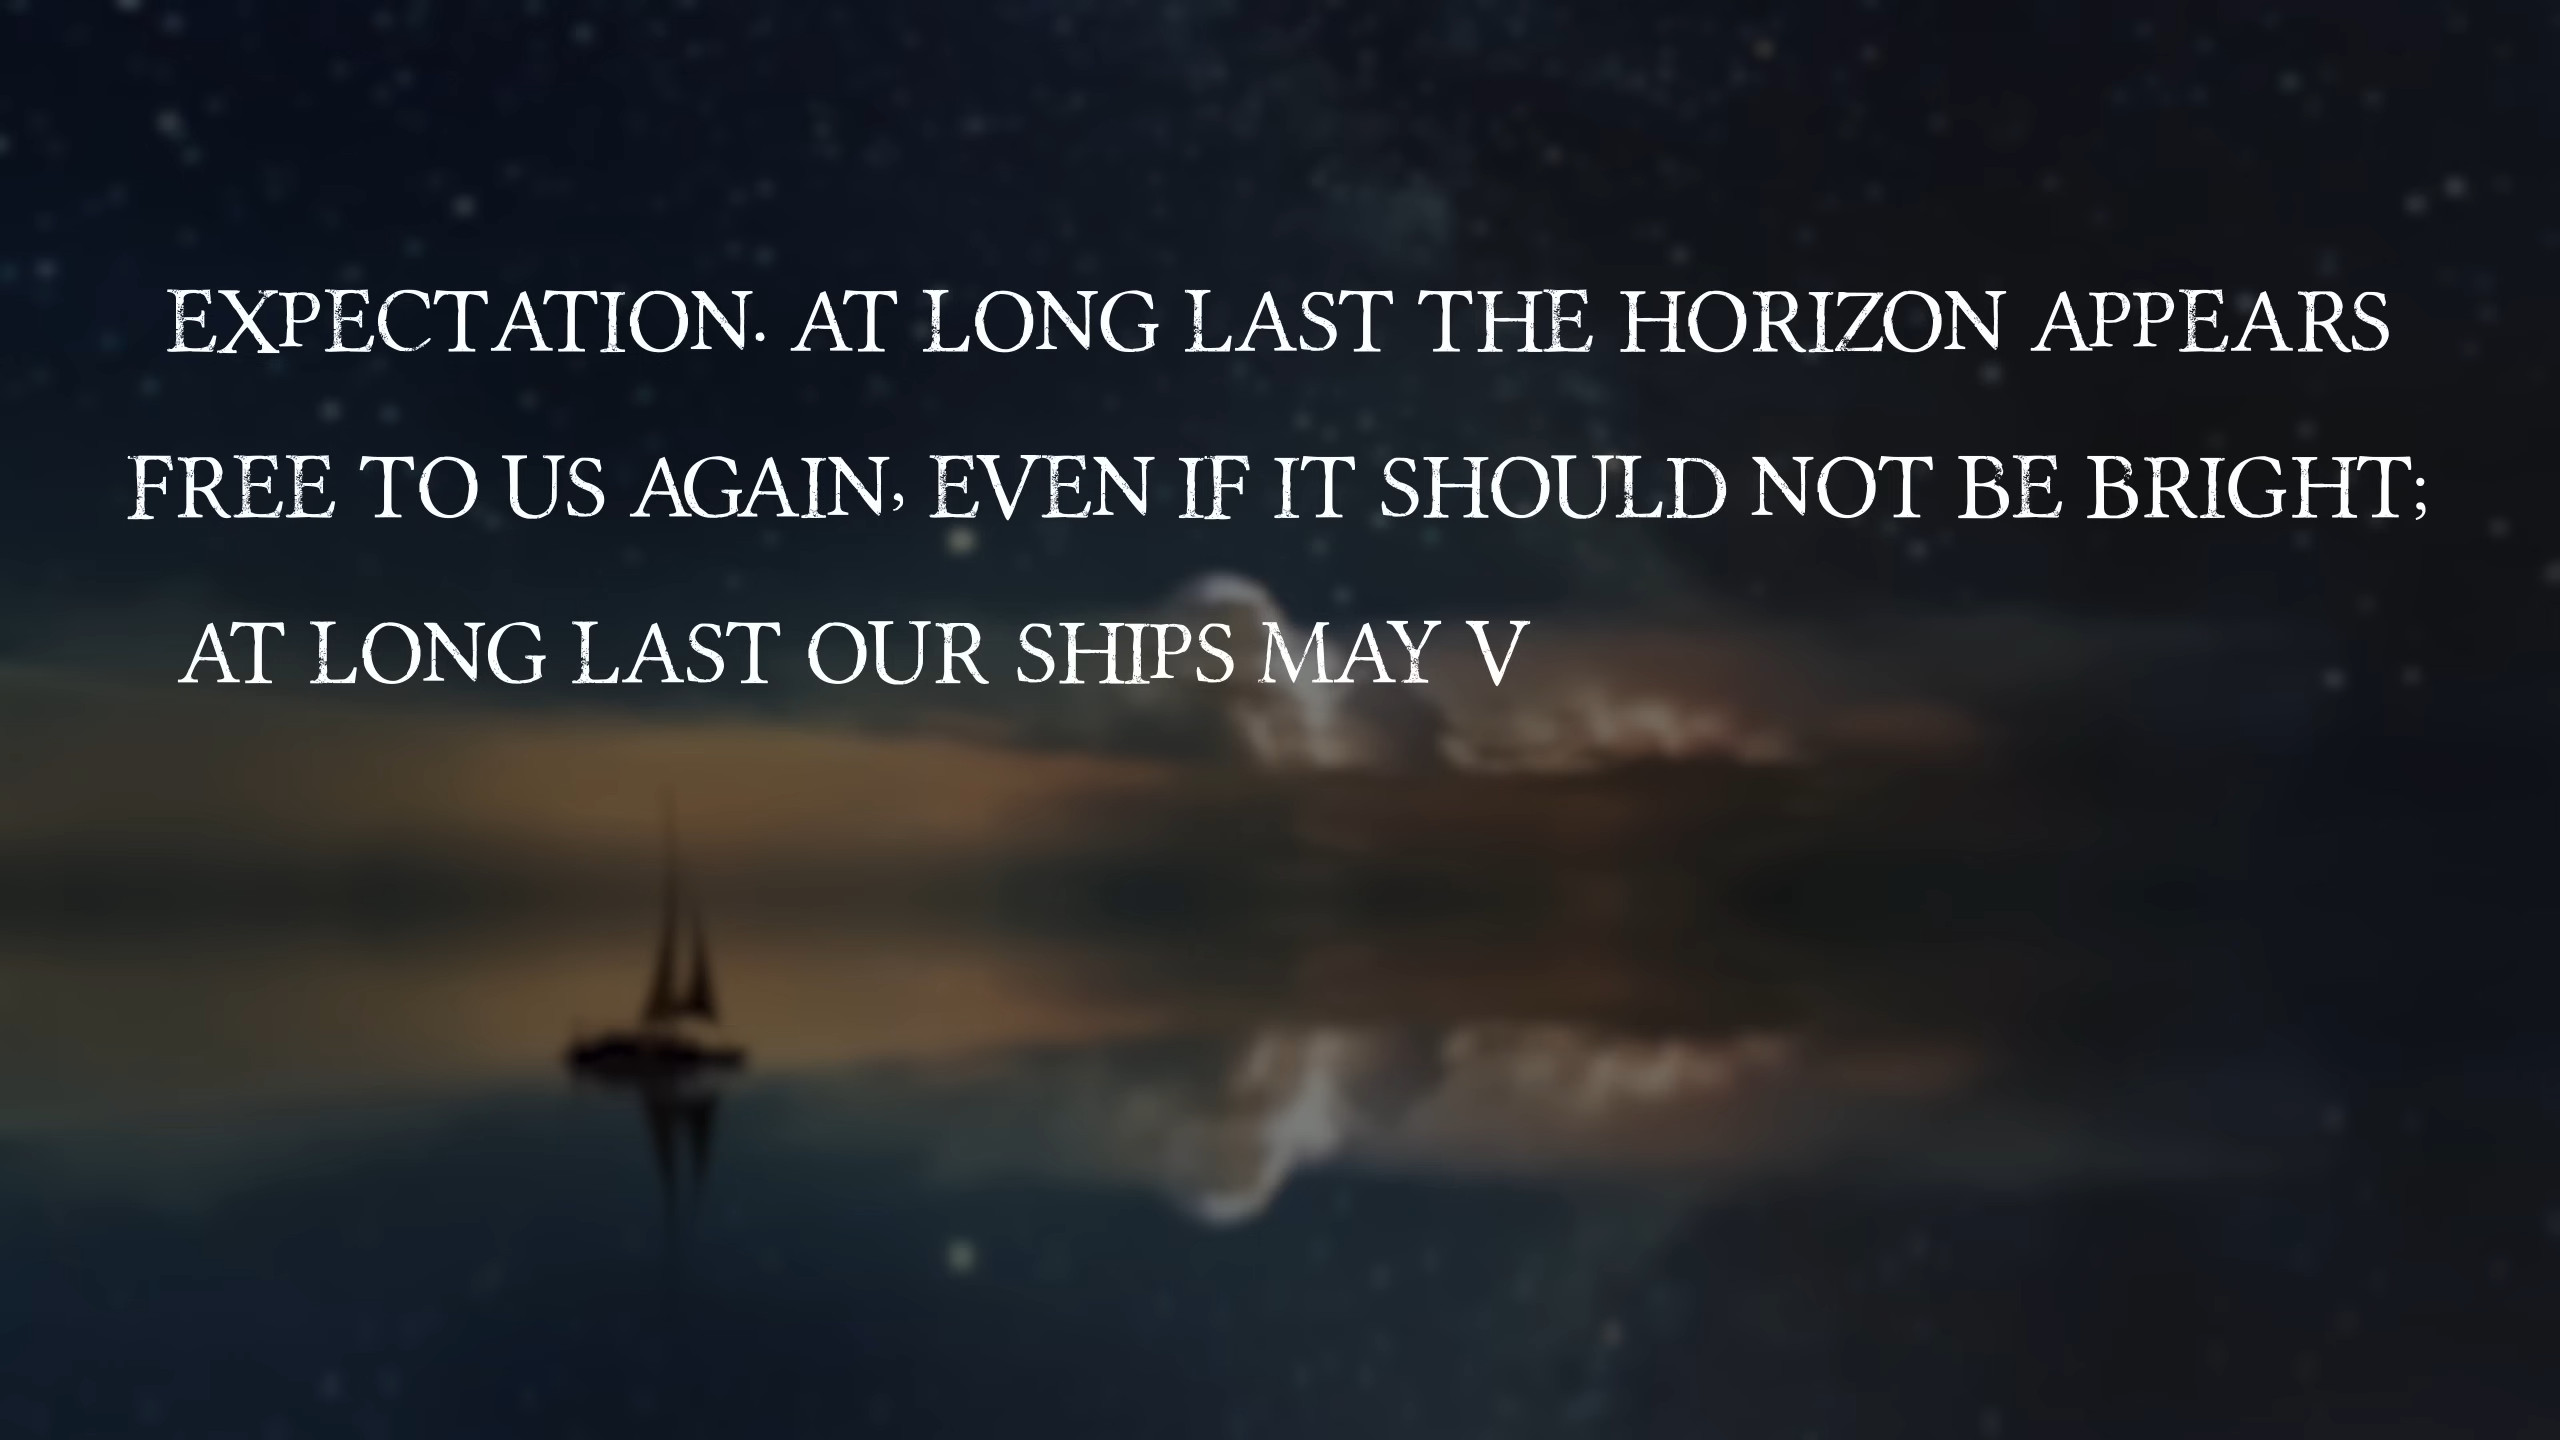 EXPECTATION. AT LONG LAST THE HORIZON APPEARS
FREE TO US AGAIN, EVEN IF IT SHOULD NOT BE BRIGHT;
AT LONG LAST OUR SHIPS MAY V